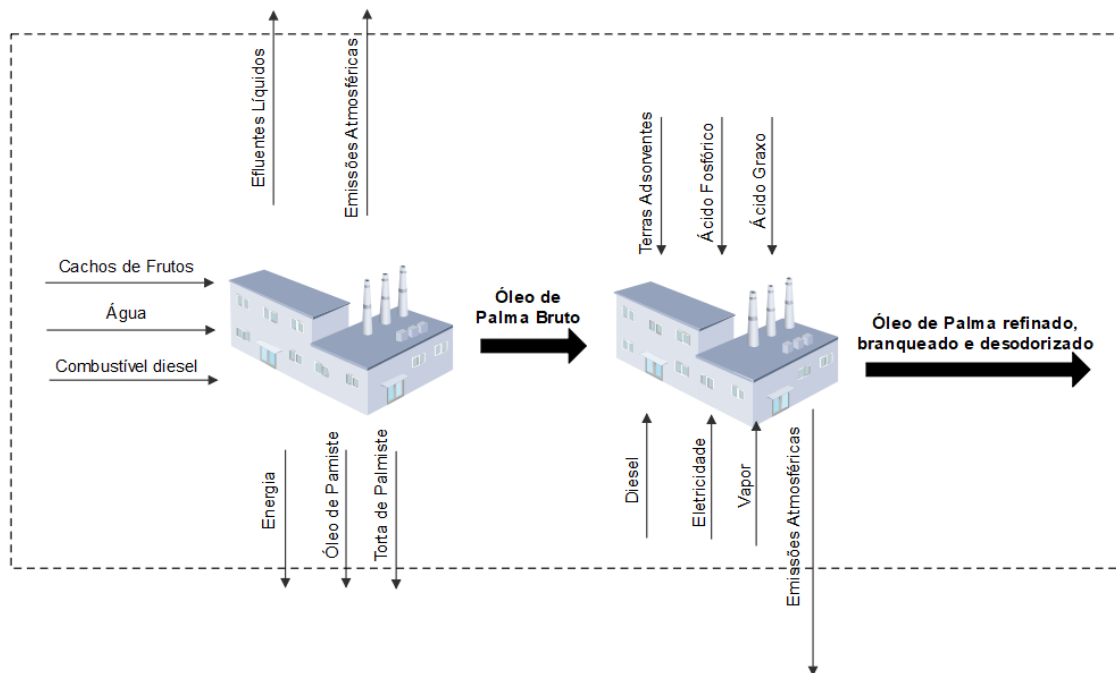 Efluentes Líquidos
Emissões Atmosféricas
Cachos de Frutos
Água
Combustível diesel
Energia
Óleo de Pamiste
Torta de Palmiste
Óleo de
Palma Bruto
Terras Adsorventes
Ácido Fosfórico
Ácido Graxo
Diesel
Eletricidade
Vapor
Emissões Atmosféricas
Óleo de Palma refinado,
branqueado e desodorizado